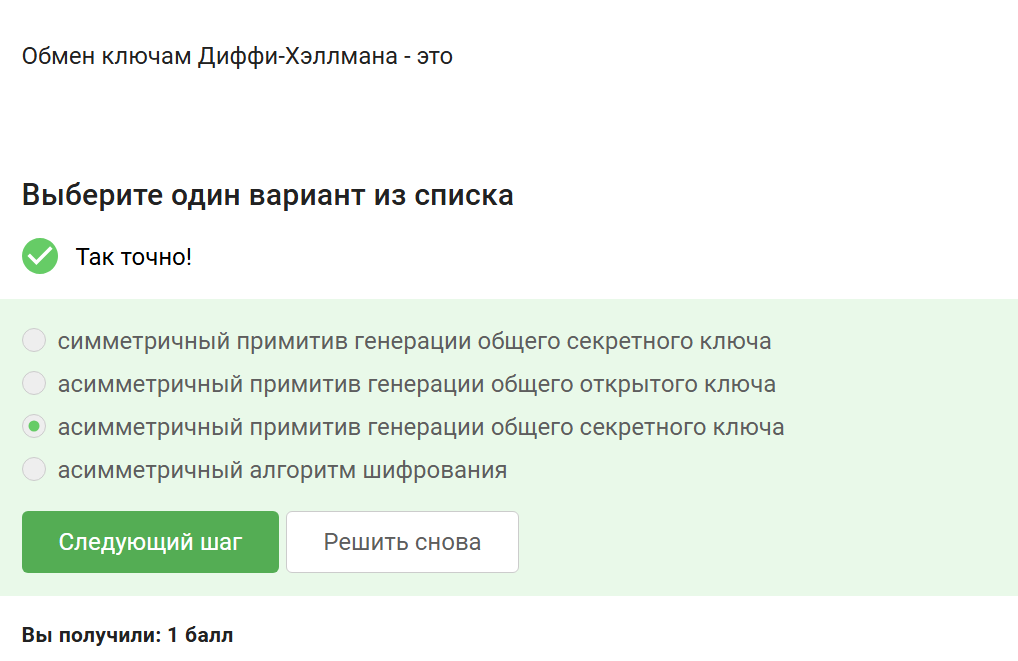 Обмен ключам Диффи-Хэллмана - это
Выберите один вариант из списка
Так точно!
симметричный примитив генерации общего секретного ключа
асимметричный примитив генерации общего открытого ключа
асимметричный примитив генерации общего секретного ключа
асимметричный алгоритм шифрования
Следующий шаг Решить снова
Вы получили: 1 балл